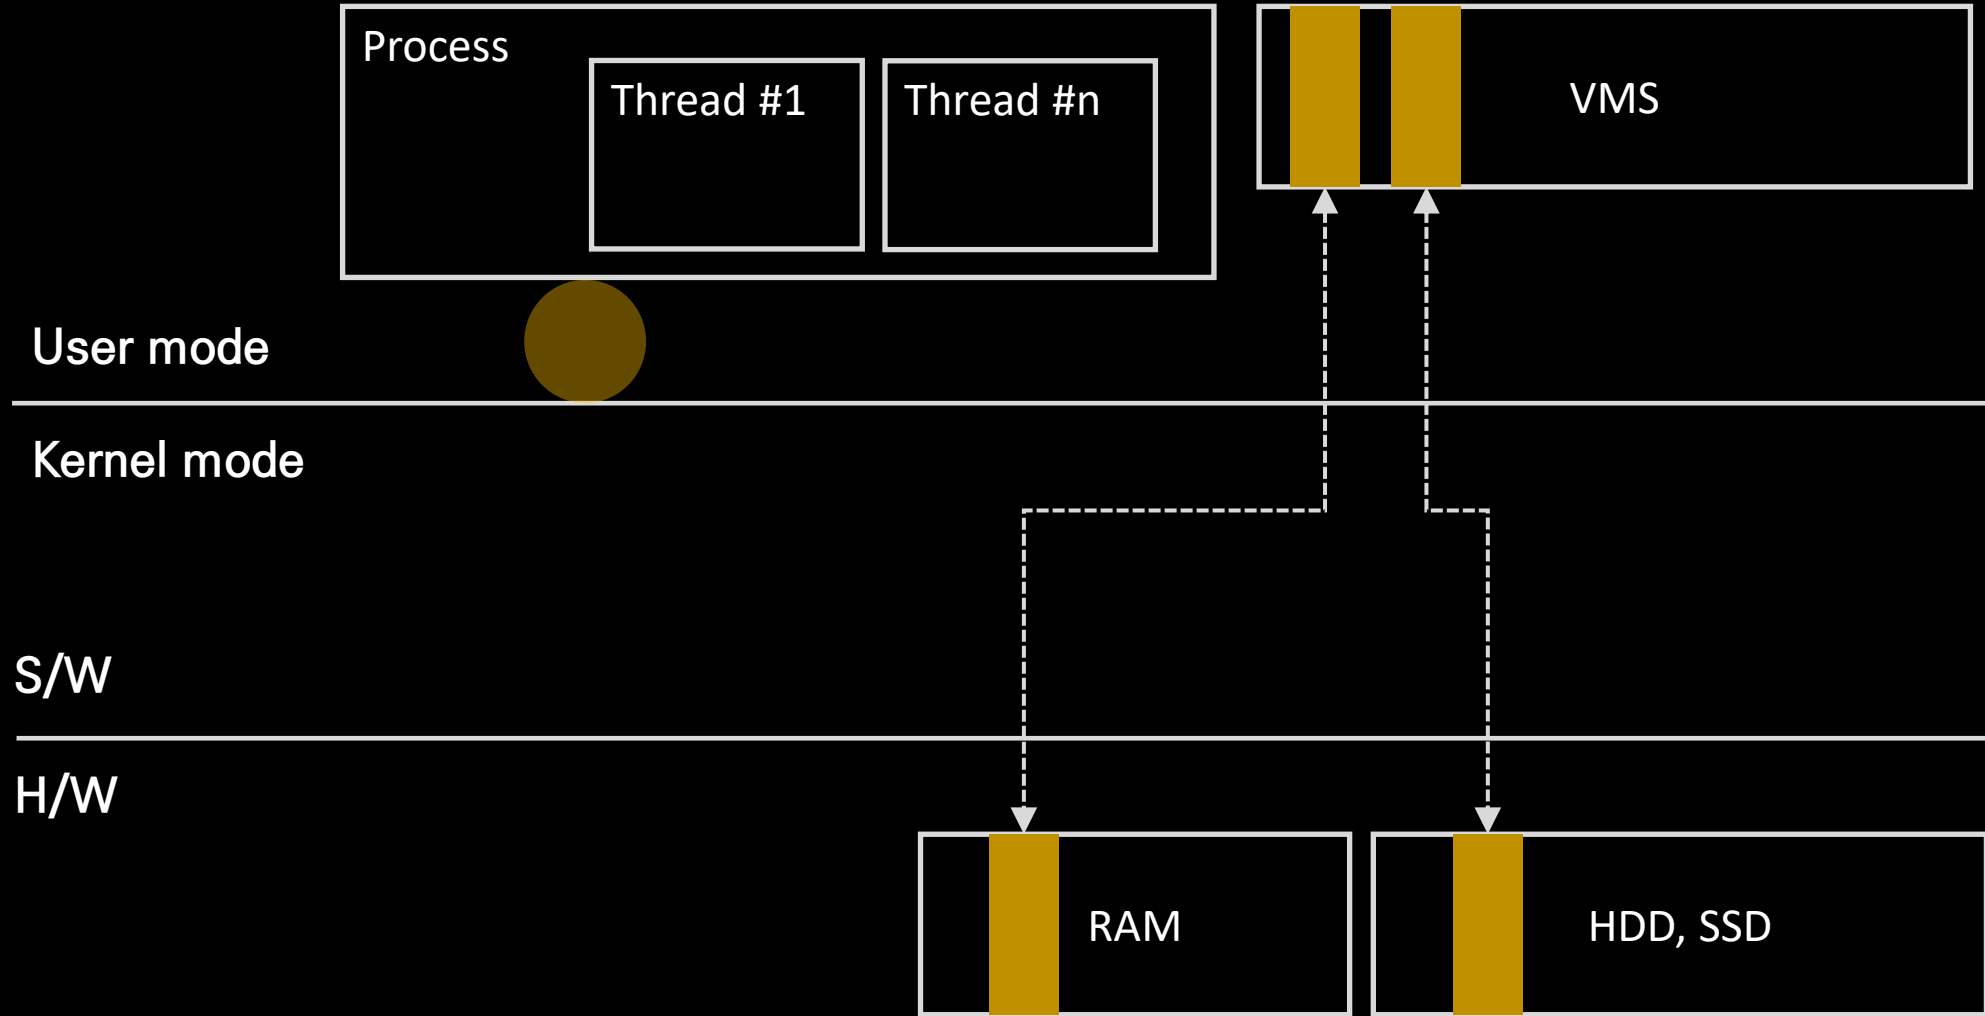 Process
Thread #1
Thread #n
VMS
User mode
Kernel mode
S/W
H/W
RAM
HDD, SSD